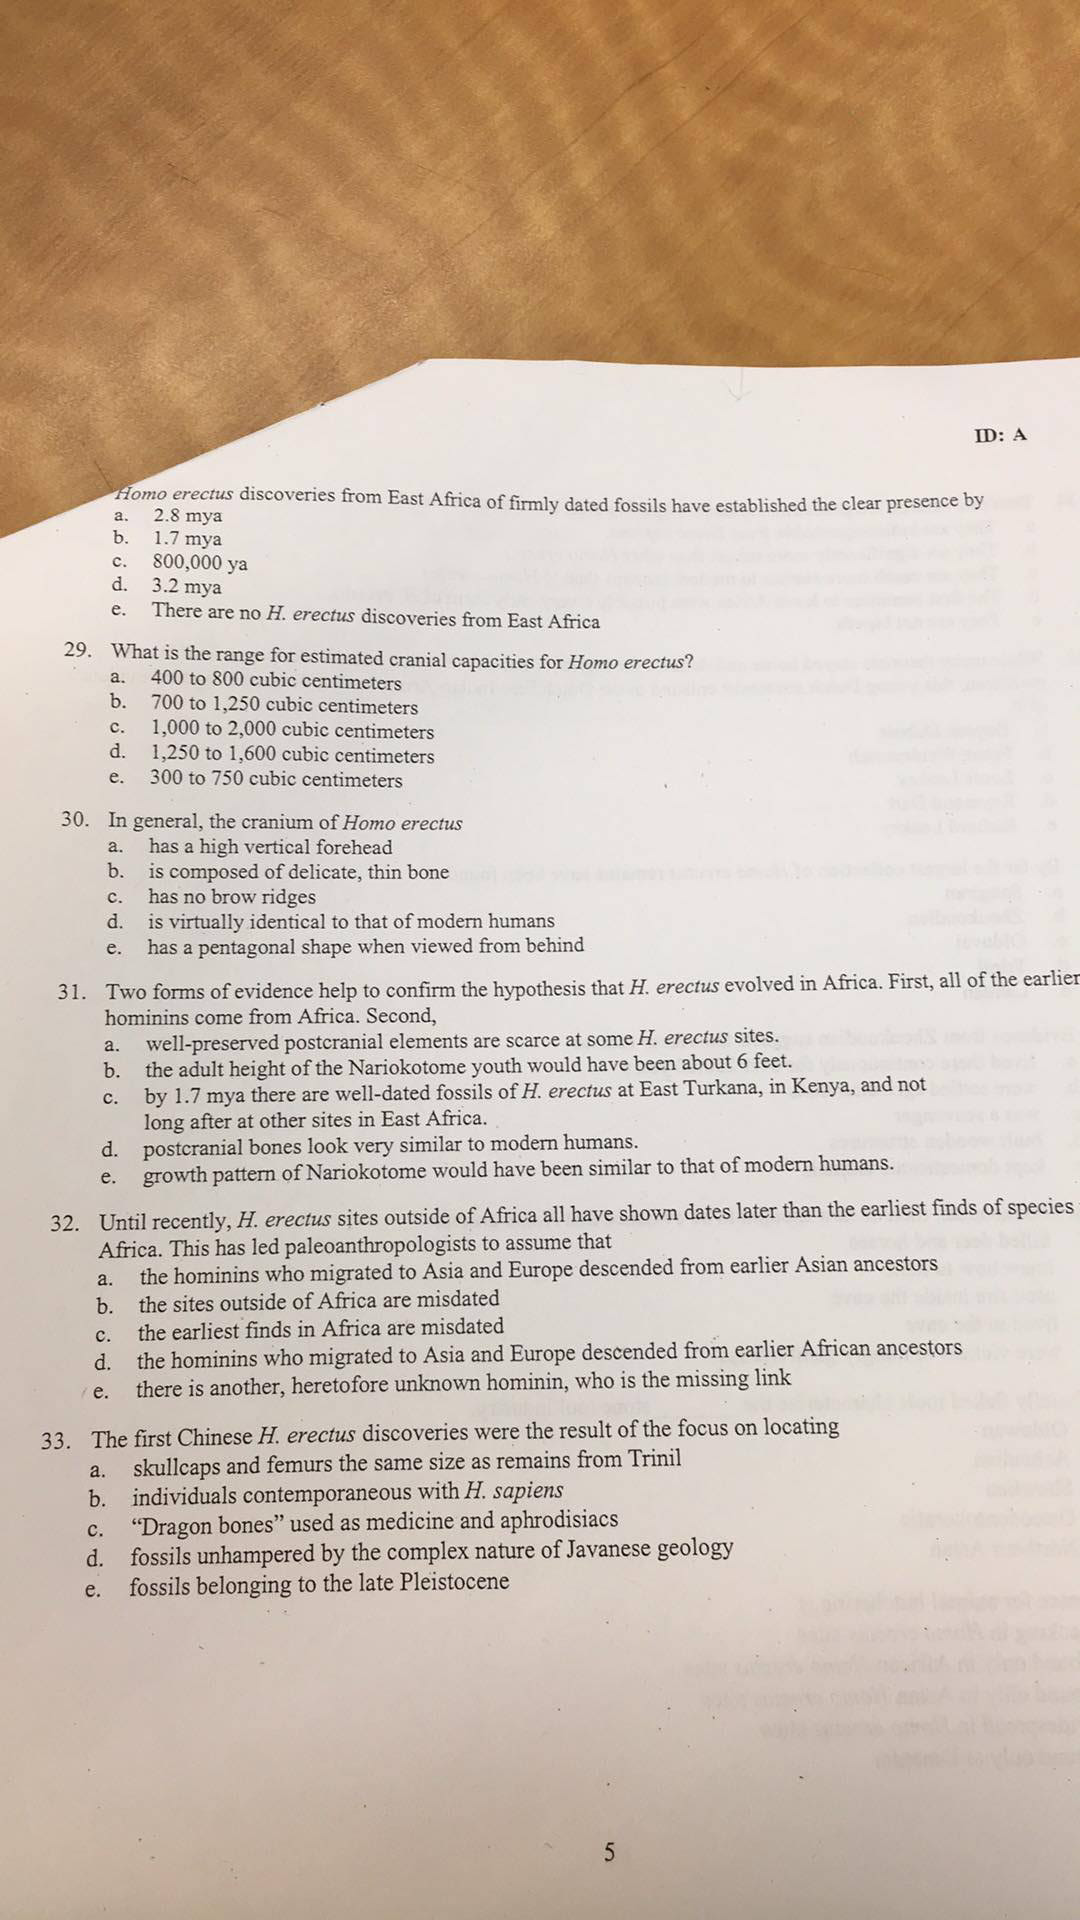 ID: A
Homo erectus discoveries from East Africa of firmly dated fossils have established the clear presence by
a. 2.8 mya
b. 1.7 mya
c. 800,000 ya
d. 3.2 mya
e. There are no H. erectus discoveries from East Africa
29. What is the range for estimated cranial capacities for Homo erectus?
a. 400 to 800 cubic centimeters
b. 700 to 1,250 cubic centimeters
c. 1,000 to 2,000 cubic centimeters
d. 1,250 to 1,600 cubic centimeters
e. 300 to 750 cubic centimeters
30. In general, the cranium of Homo erectus
a. has a high vertical forehead
b. is composed of delicate, thin bone
c. has no brow ridges
d. is virtually identical to that of modern humans
e. has a pentagonal shape when viewed from behind
31. Two forms of evidence help to confirm the hypothesis that H. erectus evolved in Africa. First, all of the earlier
hominins come from Africa. Second,
a. well-preserved postcranial elements are scarce at some H. erectus sites.
b. the adult height of the Nariokotome youth would have been about 6 feet.
c. by 1.7 mya there are well-dated fossils of H. erectus at East Turkana, in Kenya, and not
long after at other sites in East Africa.
d. postcranial bones look very similar to modern humans.
e. growth pattern of Nariokotome would have been similar to that of modern humans.
32. Until recently, H. erectus sites outside of Africa all have shown dates later than the earliest finds of species
Africa. This has led paleoanthropologists to assume that
a. the hominins who migrated to Asia and Europe descended from earlier Asian ancestors
b. the sites outside of Africa are misdated
c. the earliest finds in Africa are misdated
d. the hominins who migrated to Asia and Europe descended from earlier African ancestors
e. there is another, heretofore unknown hominin, who is the missing link
33. The first Chinese H. erectus discoveries were the result of the focus on locating
a. skullcaps and femurs the same size as remains from Trinil
b. individuals contemporaneous with H. sapiens
c. “Dragon bones” used as medicine and aphrodisiacs
d. fossils unhampered by the complex nature of Javanese geology
e. fossils belonging to the late Pleistocene
5